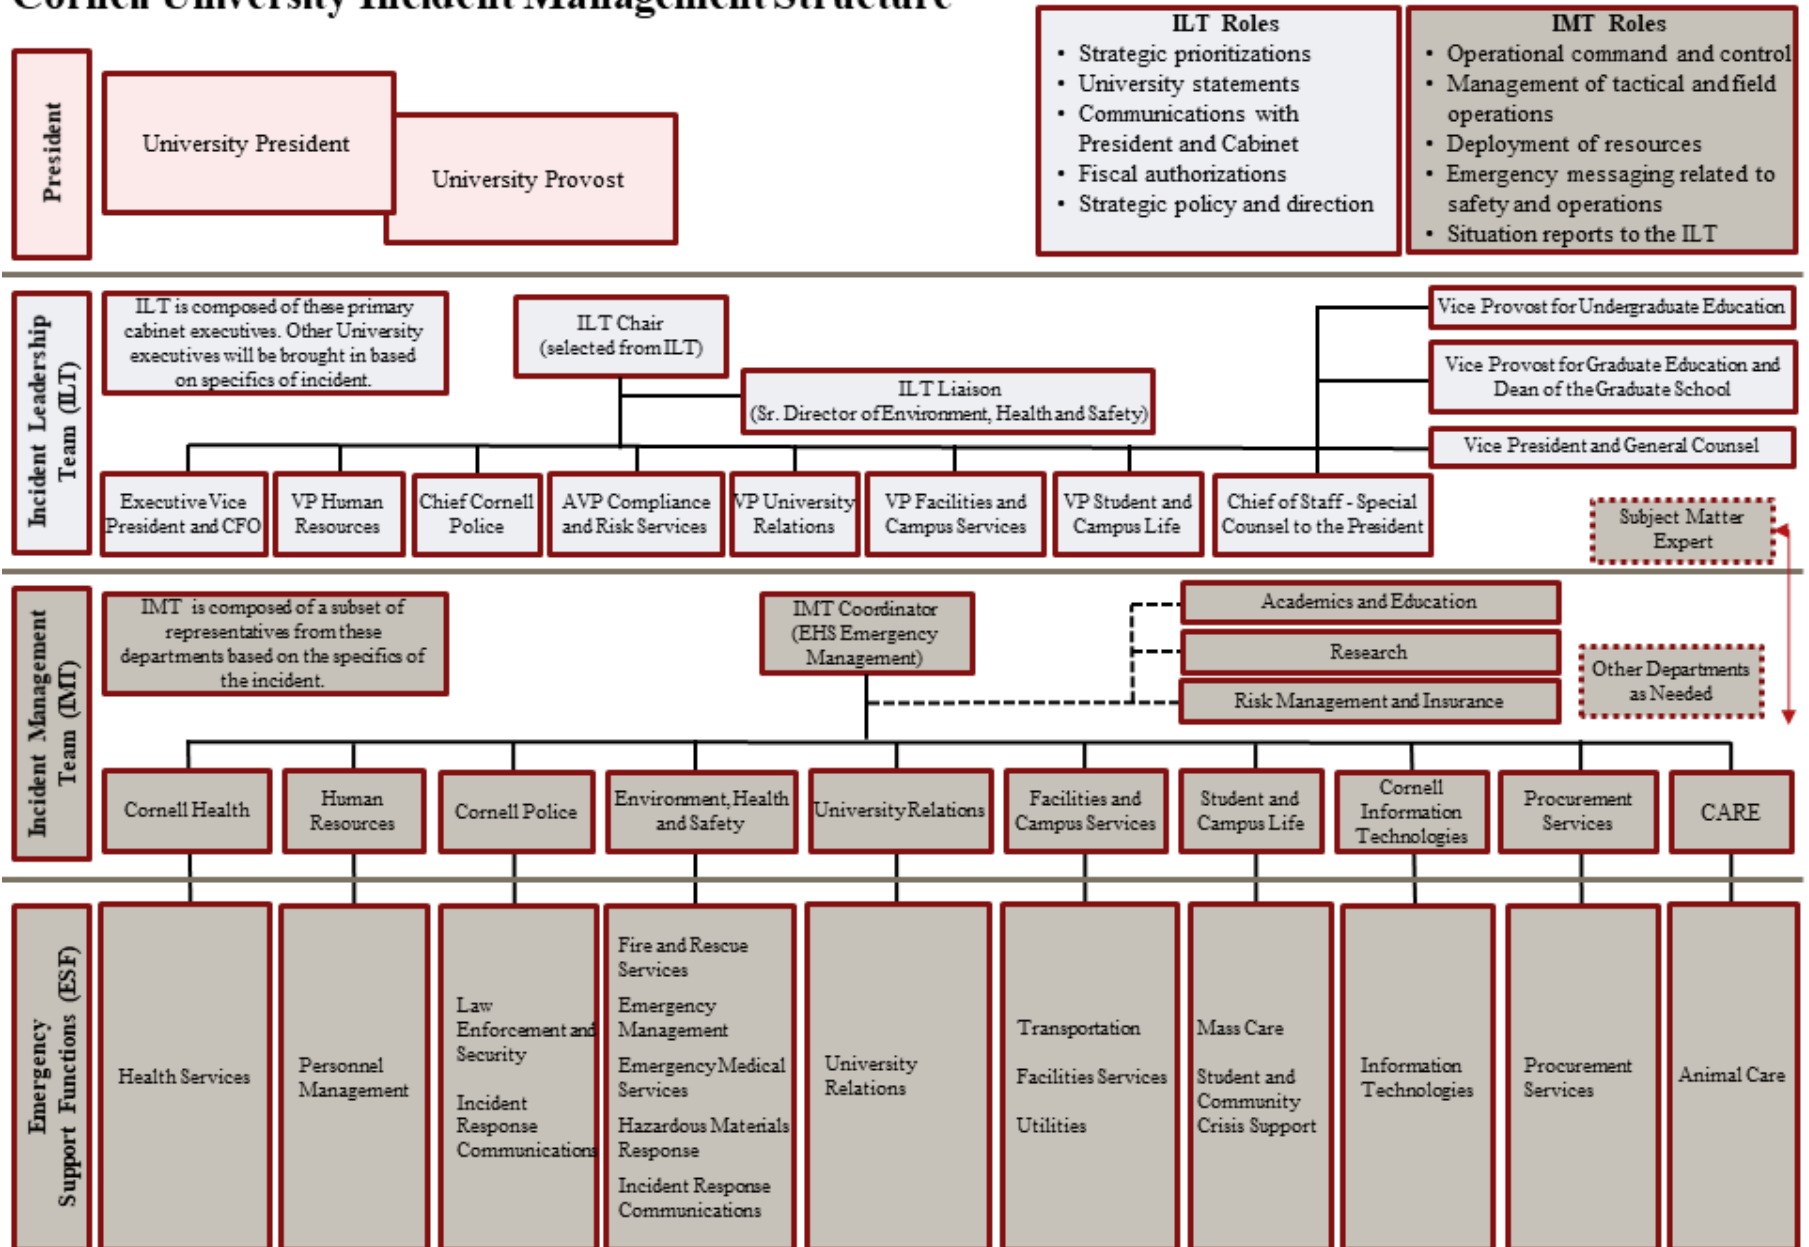 Cornell University Incident Management Structure
President
University President
University Provost
ILT Roles
• Strategic prioritizations
• University statements
• Communications with
President and Cabinet
• Fiscal authorizations
• Strategic policy and direction
IMT Roles
• Operational command and control
• Management of tactical and field
operations
• Deployment of resources
• Emergency messaging related to
safety and operations
• Situation reports to the ILT
Incident Leadership
Team (ILT)
ILT is composed of these primary
cabinet executives. Other University
executives will be brought in based
on specifics of incident.
ILT Chair
(selected from ILT)
ILT Liaison
(Sr. Director of Environment, Health and Safety)
Vice Provost for Undergraduate Education
Vice Provost for Graduate Education and
Dean of the Graduate School
Vice President and General Counsel
Executive Vice
President and CFO
VP Human
Resources
Chief Cornell
Police
AVP Compliance
and Risk Services
VP University
Relations
VP Facilities and
Campus Services
VP Student and
Campus Life
Chief of Staff - Special
Counsel to the President
Subject Matter
Expert
Incident Management
Team (IMT)
IMT is composed of a subset of
representatives from these
departments based on the specifics of
the incident.
IMT Coordinator
(EHS Emergency
Management)
Academics and Education
Research
Risk Management and Insurance
Other Departments
as Needed
Cornell Health
Human
Resources
Cornell Police
Environment, Health
and Safety
University Relations
Facilities and
Campus Services
Student and
Campus Life
Cornell
Information
Technologies
Procurement
Services
CARE
Emergency
Support Functions (ESF)
Health Services
Personnel
Management
Law
Enforcement and
Security
Incident
Response
Communications
Fire and Rescue
Services
Emergency
Management
Emergency Medical
Services
Hazardous Materials
Response
Incident Response
Communications
University
Relations
Transportation
Facilities Services
Utilities
Mass Care
Student and
Community
Crisis Support
Information
Technologies
Procurement
Services
Animal Care